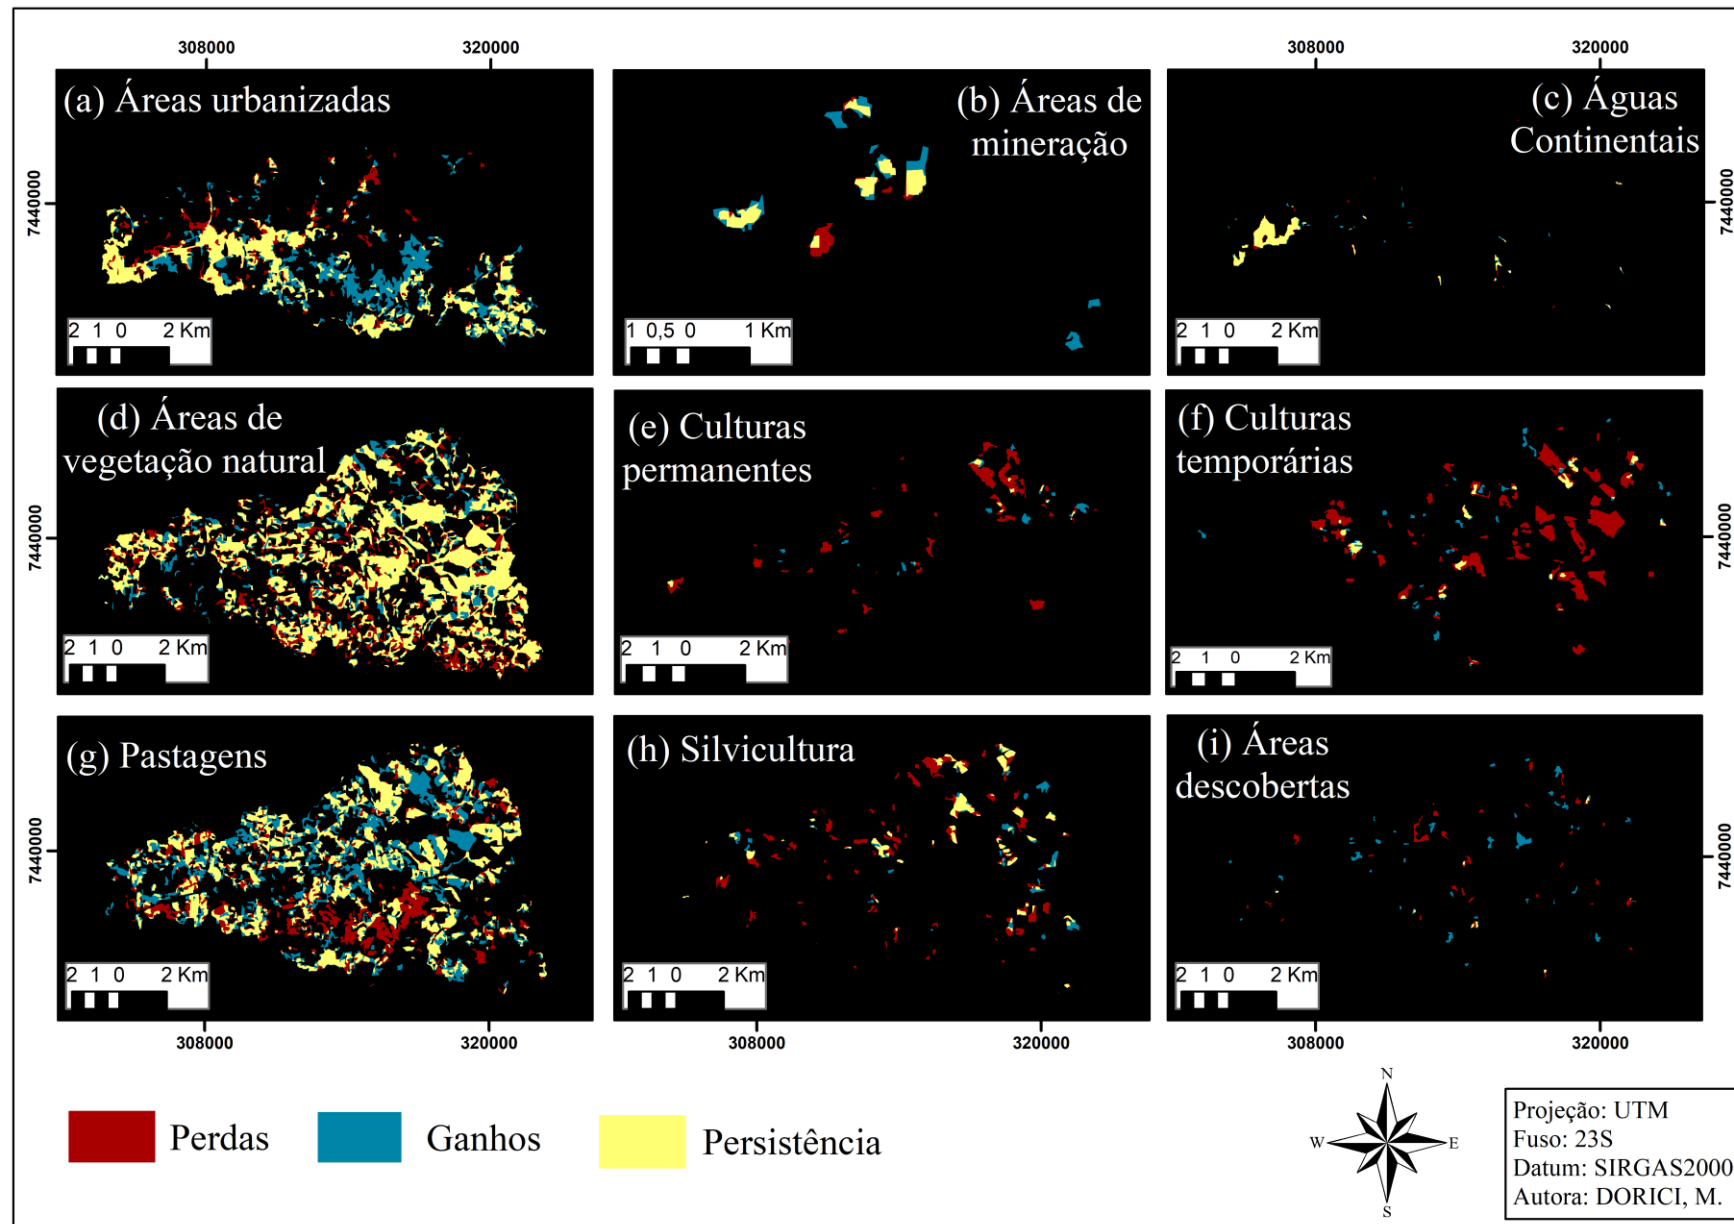 308000 320000 308000 320000
(a) Áreas urbanizadas
(b) Áreas de
mineração
(c) Águas
Continentais
7440000
7440000
2 1 0 2 Km
1 0,5 0 1 Km
2 1 0 2 Km
(d) Áreas de
vegetação natural
(e) Culturas
permanentes
(f) Culturas
temporárias
7440000
7440000
2 1 0 2 Km
2 1 0 2 Km
2 1 0 2 Km
(g) Pastagens
(h) Silvicultura
(i) Áreas
descobertas
7440000
7440000
2 1 0 2 Km
2 1 0 2 Km
2 1 0 2 Km
308000 320000 308000 320000 308000 320000
Perdas Ganhos Persistência
N
W E
S
Projeção: UTM
Fuso: 23S
Datum: SIRGAS2000
Autora: DORICI, M.